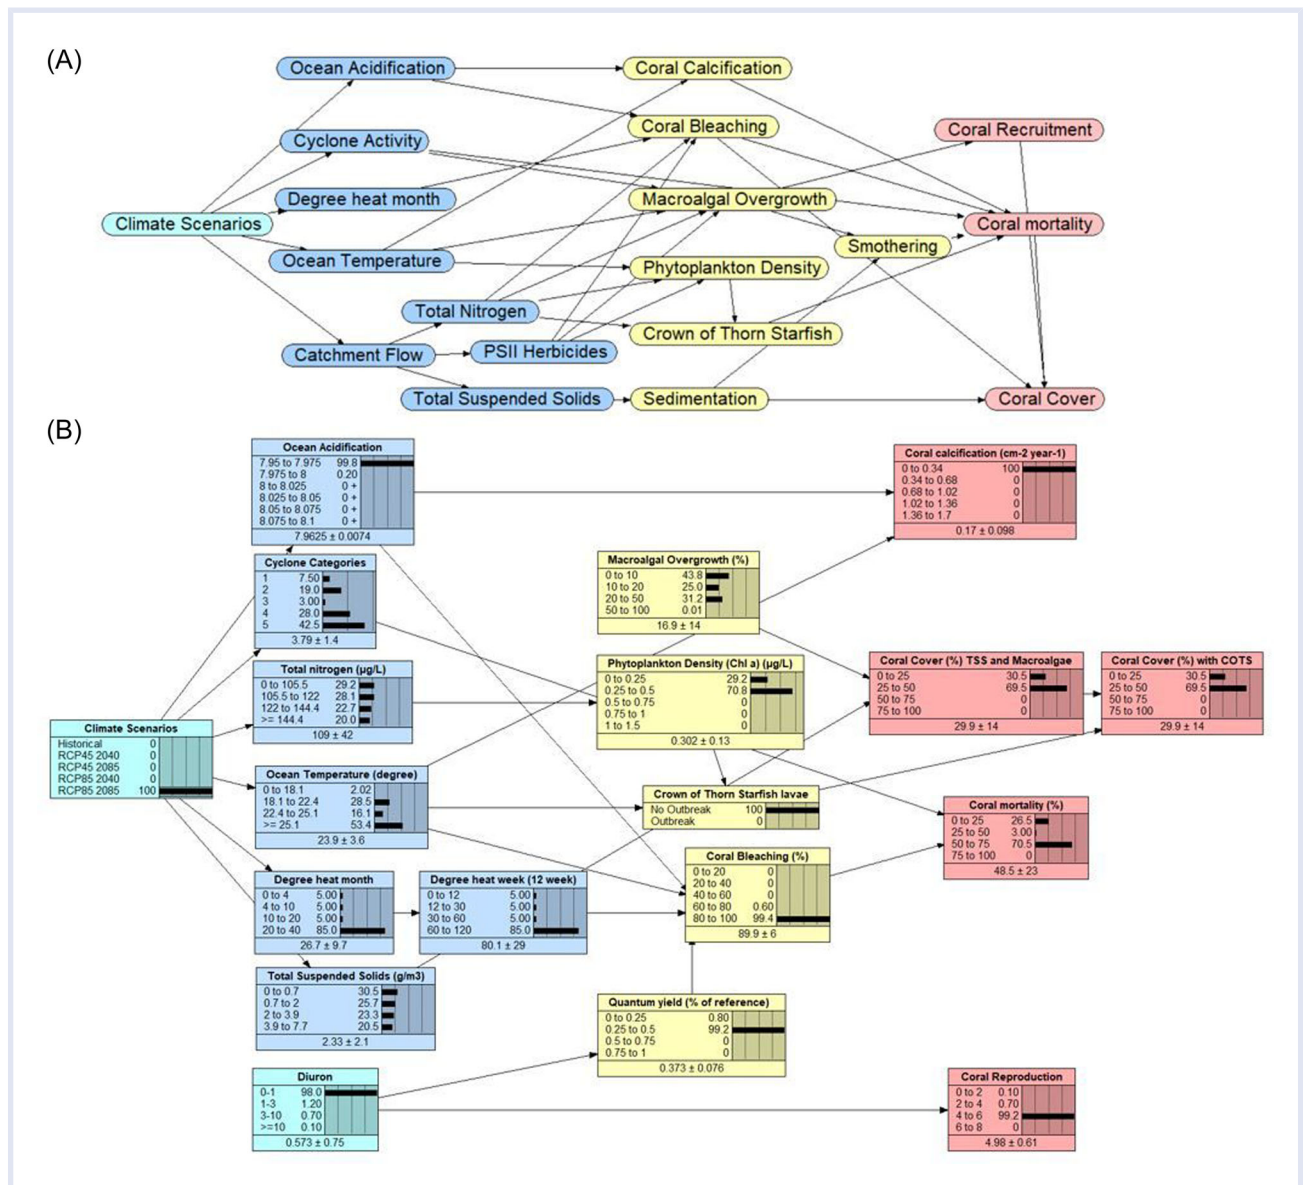 (A)
Ocean Acidification
Coral Calcification
Coral Bleaching
Coral Recruitment
Cyclone Activity
Degree heat month
Macroalgal Overgrowth
Climate Scenarios
Coral mortality
Smothering
Ocean Temperature
Phytoplankton Density
Total Nitrogen
Crown of Thorn Starfish
Catchment Flow
PSII Herbicides
Total Suspended Solids
Sedimentation
Coral Cover
(B)
Ocean Acidification
7.95 to 7.975 99.8
7.975 to 8 0.20
8 to 8.025 0 +
8.025 to 8.05 0 +
8.05 to 8.075 0 +
8.075 to 8.1 0 +
7.9625 ± 0.0074
Coral calcification (cm-2 year-1)
0 to 0.34 100
0.34 to 0.68 0
0.68 to 1.02 0
1.02 to 1.36 0
1.36 to 1.7 0
0.17 ± 0.098
Cyclone Categories
1 7.50
2 19.0
3 3.00
4 28.0
5 42.5
3.79 ± 1.4
Macroalgal Overgrowth (%)
0 to 10 43.8
10 to 20 25.0
20 to 50 31.2
50 to 100 0.01
16.9 ± 14
Total nitrogen (µg/L)
0 to 105.5 29.2
105.5 to 122 28.1
122 to 144.4 22.7
>= 144.4 20.0
109 ± 42
Phytoplankton Density (Chl a) (µg/L)
0 to 0.25 29.2
0.25 to 0.5 70.8
0.5 to 0.75 0
0.75 to 1 0
1 to 1.5 0
0.302 ± 0.13
Coral Cover (%) TSS and Macroalgae
0 to 25 30.5
25 to 50 69.5
50 to 75 0
75 to 100 0
29.9 ± 14
Coral Cover (%) with COTS
0 to 25 30.5
25 to 50 69.5
50 to 75 0
75 to 100 0
29.9 ± 14
Climate Scenarios
Historical 0
RCP45 2040 0
RCP45 2085 0
RCP85 2040 0
RCP85 2085 100
Ocean Temperature (degree)
0 to 18.1 2.02
18.1 to 22.4 28.5
22.4 to 25.1 16.1
>= 25.1 53.4
23.9 ± 3.6
Crown of Thorn Starfish larvae
No Outbreak 100
Outbreak 0
Coral mortality (%)
0 to 25 26.5
25 to 50 3.00
50 to 75 70.5
75 to 100 0
48.5 ± 23
Degree heat month
0 to 4 5.00
4 to 10 5.00
10 to 20 5.00
20 to 40 85.0
26.7 ± 9.7
Degree heat week (12 week)
0 to 12 5.00
12 to 30 5.00
30 to 60 5.00
60 to 120 85.0
80.1 ± 29
Coral Bleaching (%)
0 to 20 0
20 to 40 0
40 to 60 0
60 to 80 0.60
80 to 100 99.4
89.9 ± 6
Total Suspended Solids (g/m3)
0 to 0.7 30.5
0.7 to 2 25.7
2 to 3.9 23.3
3.9 to 7.7 20.5
2.33 ± 2.1
Quantum yield (% of reference)
0 to 0.25 0.80
0.25 to 0.5 99.2
0.5 to 0.75 0
0.75 to 1 0
0.373 ± 0.076
Diuron
0-1 98.0
1-3 1.20
3-10 0.70
>=10 0.10
0.573 ± 0.75
Coral Reproduction
0 to 2 0.10
2 to 4 0.70
4 to 6 99.2
6 to 8 0
4.98 ± 0.61